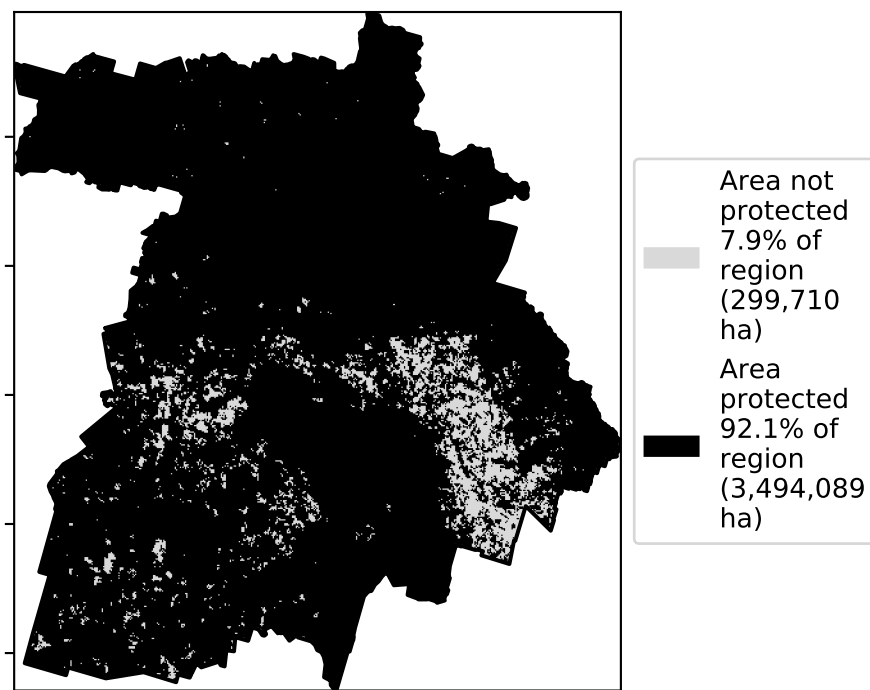 Area not
protected
7.9% of
region
(299,710
ha)
Area
protected
92.1% of
region
(3,494,089
ha)